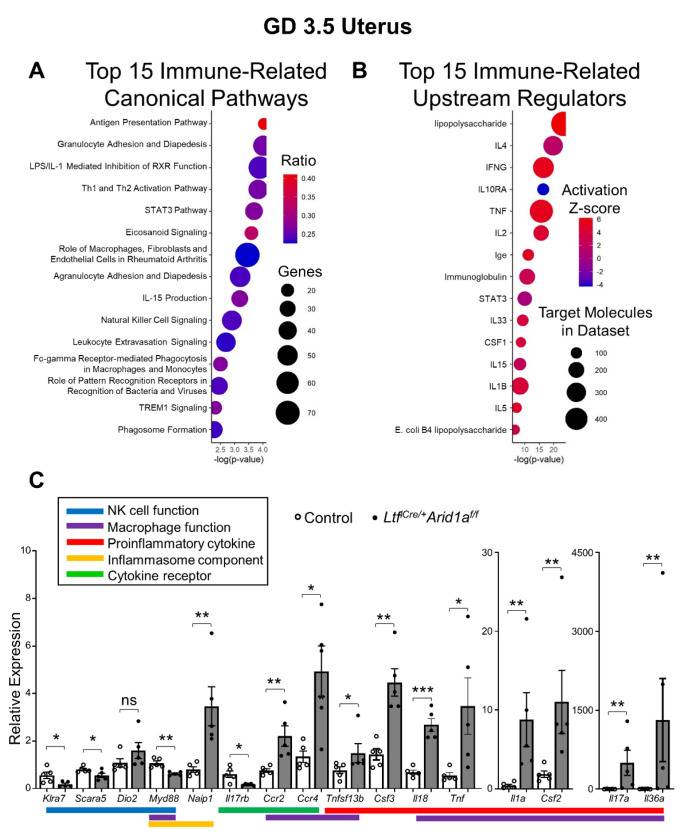 GD 3.5 Uterus
A
Top 15 Immune-Related
Canonical Pathways
Antigen Presentation Pathway
Granulocyte Adhesion and Diapedesis
LPS/IL-1 Mediated Inhibition of RXR Function
Th1 and Th2 Activation Pathway
STAT3 Pathway
Eicosanoid Signaling
Role of Macrophages, Fibroblasts and
Endothelial Cells in Rheumatoid Arthritis
Agranulocyte Adhesion and Diapedesis
IL-15 Production
Natural Killer Cell Signaling
Leukocyte Extravasation Signaling
Fc-gamma Receptor-mediated Phagocytosis
in Macrophages and Monocytes
Role of Pattern Recognition Receptors in
Recognition of Bacteria and Viruses
TREM1 Signaling
Phagosome Formation
2.5 3.0 3.5 4.0
-log(p-value)
Ratio
0.40
0.35
0.30
0.25
Genes
20
30
40
50
60
70
B
Top 15 Immune-Related
Upstream Regulators
lipopolysaccharide
IL4
IFNG
IL10RA
TNF
IL2
Ige
Immunoglobulin
STAT3
IL33
CSF1
IL15
IL1B
IL5
E. coli B4 lipopolysaccharide
10 15 20
-log(p-value)
Activation
Z-score
6
4
2
0
-2
-4
Target Molecules
in Dataset
100
200
300
400
C
NK cell function
Macrophage function
Proinflammatory cytokine
Inflammasome component
Cytokine receptor
Control
LtfiCre/+Arid1af/f
Relative Expression
10
8
6
4
2
0
* * ns ** ** * ** * * ** *** *
Klra7 Scara5 Dio2 Myd88 Naip1 Il17rb Ccr2 Ccr4 Tnfsf13b Csf3 Il18 Tnf
30
20
10
0
** **
Il1a Csf2
4500
3000
1500
0
** **
Il17a Il36a